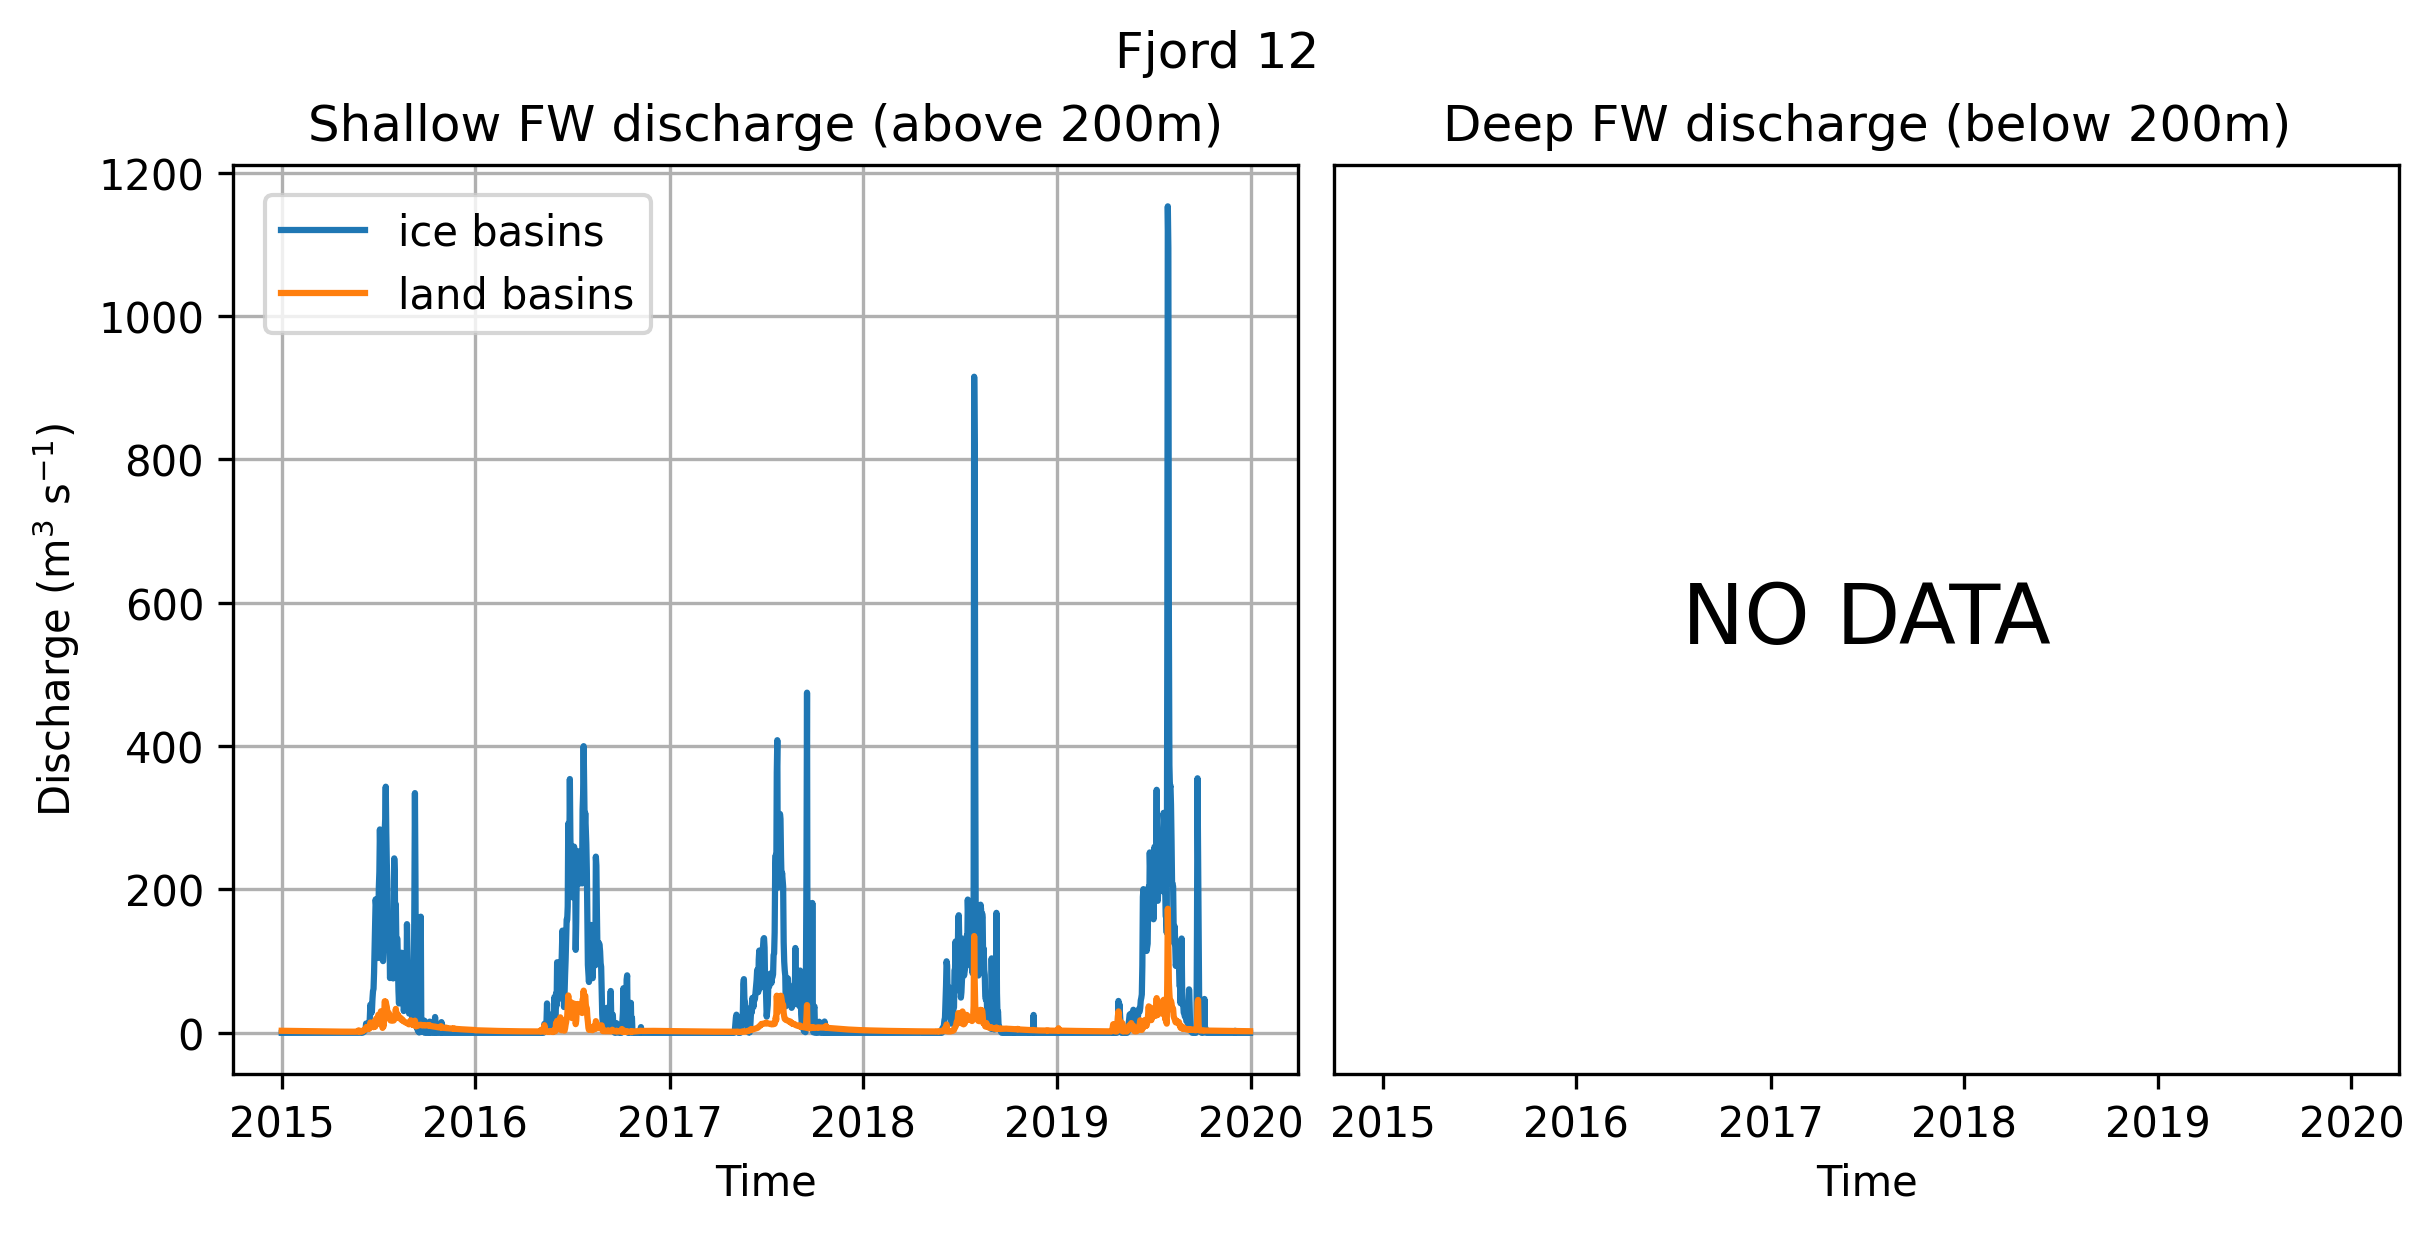 Fjord 12
Shallow FW discharge (above 200m)
Deep FW discharge (below 200m)
1200
1000
800
600
400
200
0
Discharge (m³ s⁻¹)
ice basins
land basins
NO DATA
2015 2016 2017 2018 2019 2020
2015 2016 2017 2018 2019 2020
Time
Time